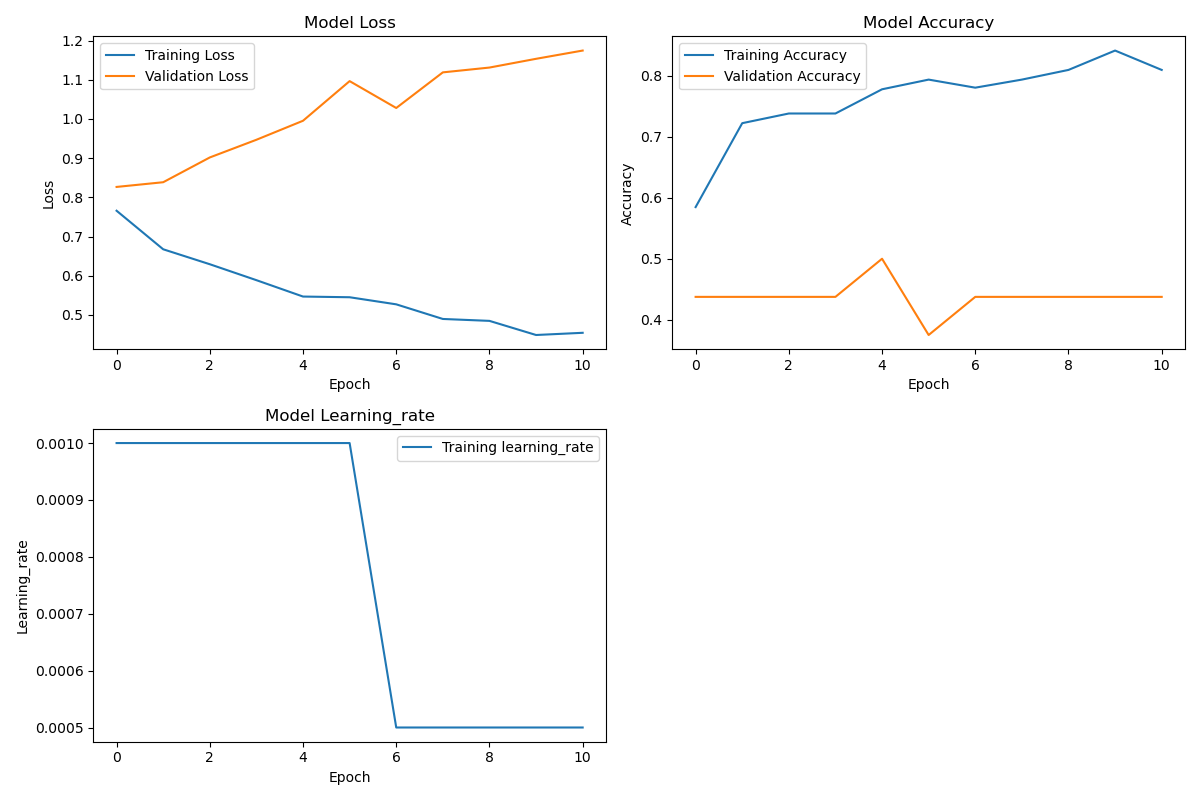 Model Loss
1.2
1.1
1.0
0.9
0.8
0.7
0.6
0.5
Loss
Training Loss
Validation Loss
0 2 4 6 8 10
Epoch
Model Accuracy
0.8
0.7
0.6
0.5
0.4
Accuracy
Training Accuracy
Validation Accuracy
0 2 4 6 8 10
Epoch
Model Learning_rate
0.0010
0.0009
0.0008
0.0007
0.0006
0.0005
Learning_rate
Training learning_rate
0 2 4 6 8 10
Epoch